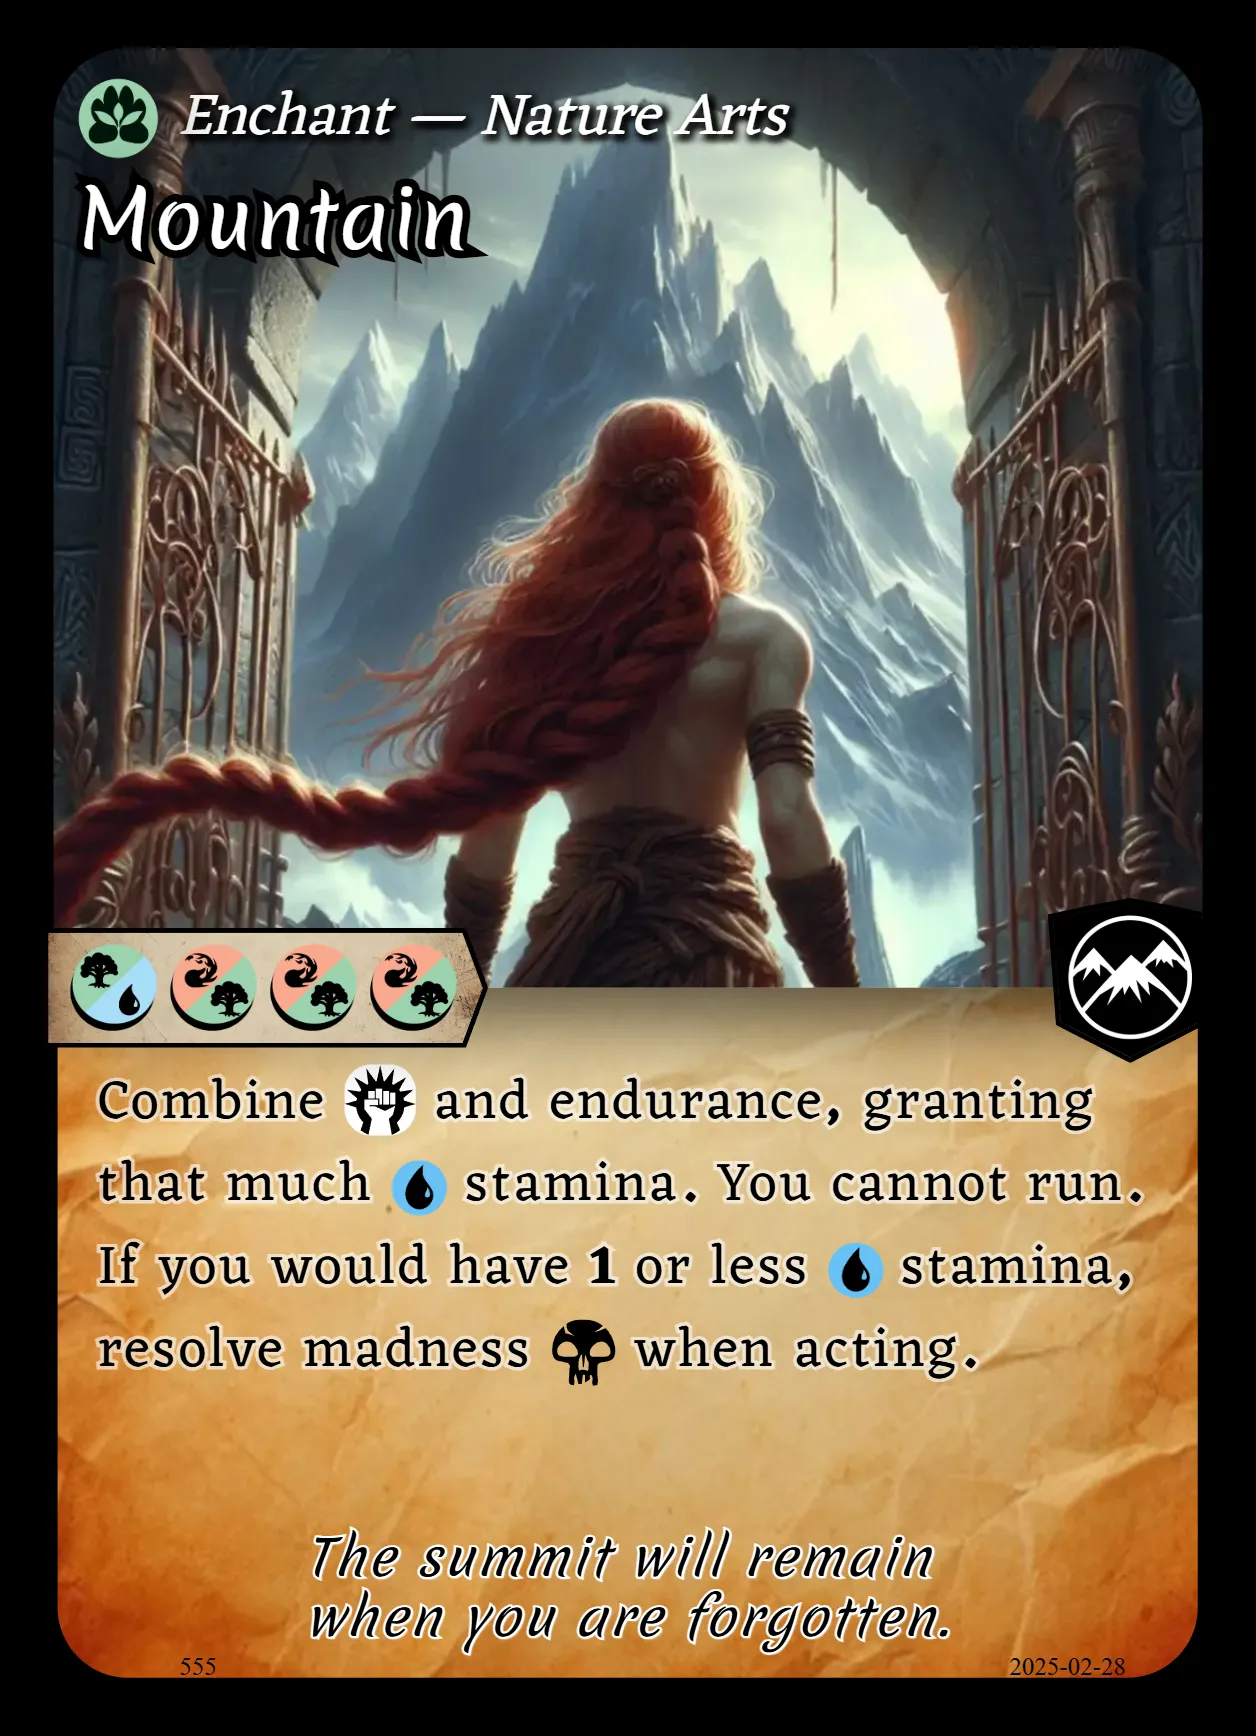 Enchant — Nature Arts
Mountain
Combine and endurance, granting
that much stamina. You cannot run.
If you would have 1 or less stamina,
resolve madness when acting.
The summit will remain
when you are forgotten.
555 2025-02-28